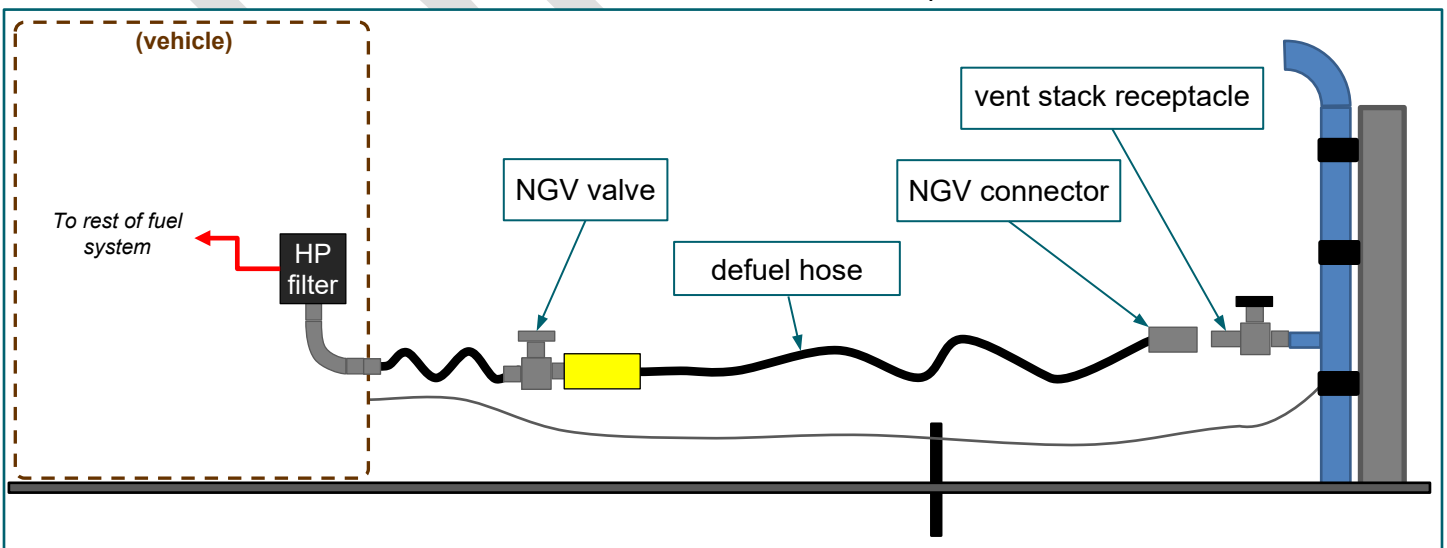 (vehicle)
vent stack receptacle
NGV valve
NGV connector
To rest of fuel
system
HP
filter
defuel hose